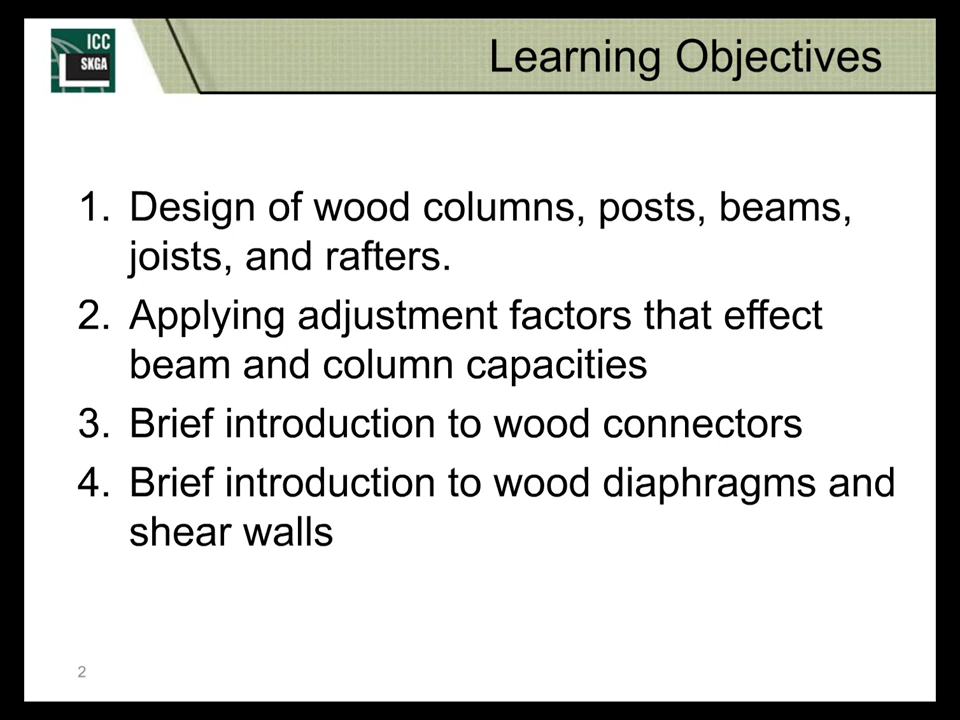 ICC
SKGA
Learning Objectives
1. Design of wood columns, posts, beams,
joists, and rafters.
2. Applying adjustment factors that effect
beam and column capacities
3. Brief introduction to wood connectors
4. Brief introduction to wood diaphragms and
shear walls
2